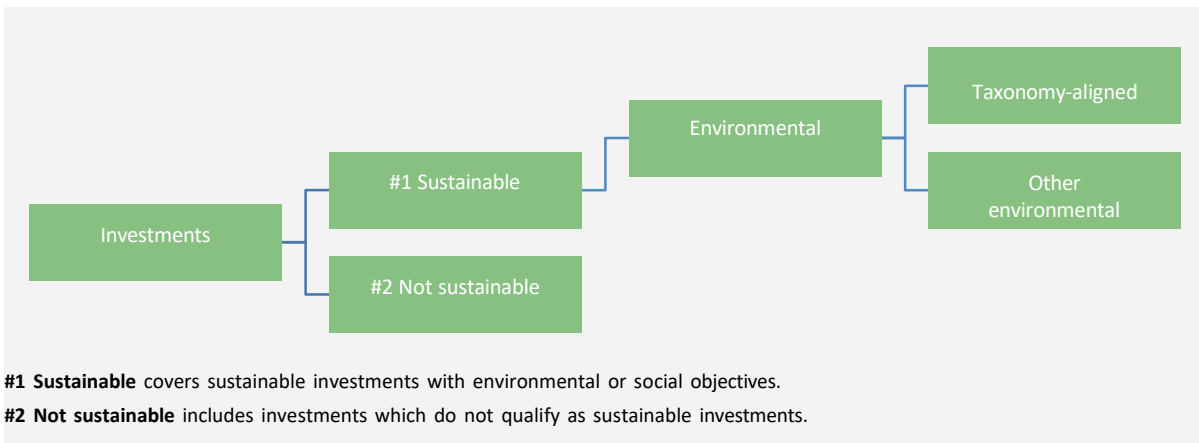 Taxonomy-aligned
Environmental
#1 Sustainable
Other
environmental
Investments
#2 Not sustainable
#1 Sustainable covers sustainable investments with environmental or social objectives.
#2 Not sustainable includes investments which do not qualify as sustainable investments.